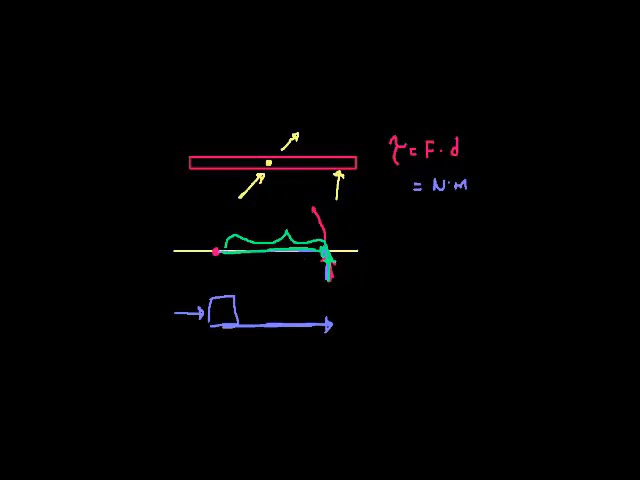 τ = F · d
= N·m